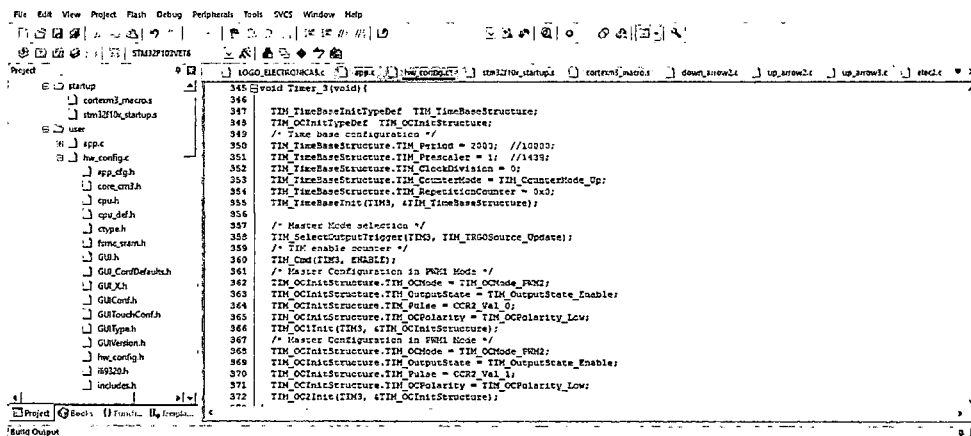 File Edit View Project Flash Debug Peripherals Tools SVCS Window Help
STM32F102VET6
Project
startup
cortexm3_macro.s
stm32f10x_startup.s
user
app.c
hw_config.c
app_cfg.h
core_cm3.h
cpu.h
cpu_def.h
ctype.h
fsmc_sram.h
GUI.h
GUI_ConfDefaults.h
GUI_X.h
GUIConf.h
GUITouchConf.h
GUIType.h
GUIVersion.h
hw_config.h
ili9320.h
includes.h
Project Books Functi... Templa...
LOGO_ELECTRONICAS.c app.c hw_config.c stm32f10x_startup.s cortexm3_macro.s down_arrow2.c up_arrow2.c up_arrow3.c elec2.c
345 void Timer_3(void){
346
347 TIM_TimeBaseInitTypeDef TIM_TimeBaseStructure;
348 TIM_OCInitTypeDef TIM_OCInitStructure;
349 /* Time base configuration */
350 TIM_TimeBaseStructure.TIM_Period = 2000; //10000;
351 TIM_TimeBaseStructure.TIM_Prescaler = 1; //1439;
352 TIM_TimeBaseStructure.TIM_ClockDivision = 0;
353 TIM_TimeBaseStructure.TIM_CounterMode = TIM_CounterMode_Up;
354 TIM_TimeBaseStructure.TIM_RepetitionCounter = 0x0;
355 TIM_TimeBaseInit(TIM3, &TIM_TimeBaseStructure);
356
357 /* Master Mode selection */
358 TIM_SelectOutputTrigger(TIM3, TIM_TRGOSource_Update);
359 /* TIM enable counter */
360 TIM_Cmd(TIM3, ENABLE);
361 /* Master Configuration in PWM1 Mode */
362 TIM_OCInitStructure.TIM_OCMode = TIM_OCMode_PWM2;
363 TIM_OCInitStructure.TIM_OutputState = TIM_OutputState_Enable;
364 TIM_OCInitStructure.TIM_Pulse = CCR2_Val_0;
365 TIM_OCInitStructure.TIM_OCPolarity = TIM_OCPolarity_Low;
366 TIM_OC1Init(TIM3, &TIM_OCInitStructure);
367 /* Master Configuration in PWM1 Mode */
368 TIM_OCInitStructure.TIM_OCMode = TIM_OCMode_PWM2;
369 TIM_OCInitStructure.TIM_OutputState = TIM_OutputState_Enable;
370 TIM_OCInitStructure.TIM_Pulse = CCR2_Val_1;
371 TIM_OCInitStructure.TIM_OCPolarity = TIM_OCPolarity_Low;
372 TIM_OC2Init(TIM3, &TIM_OCInitStructure);
Build Output